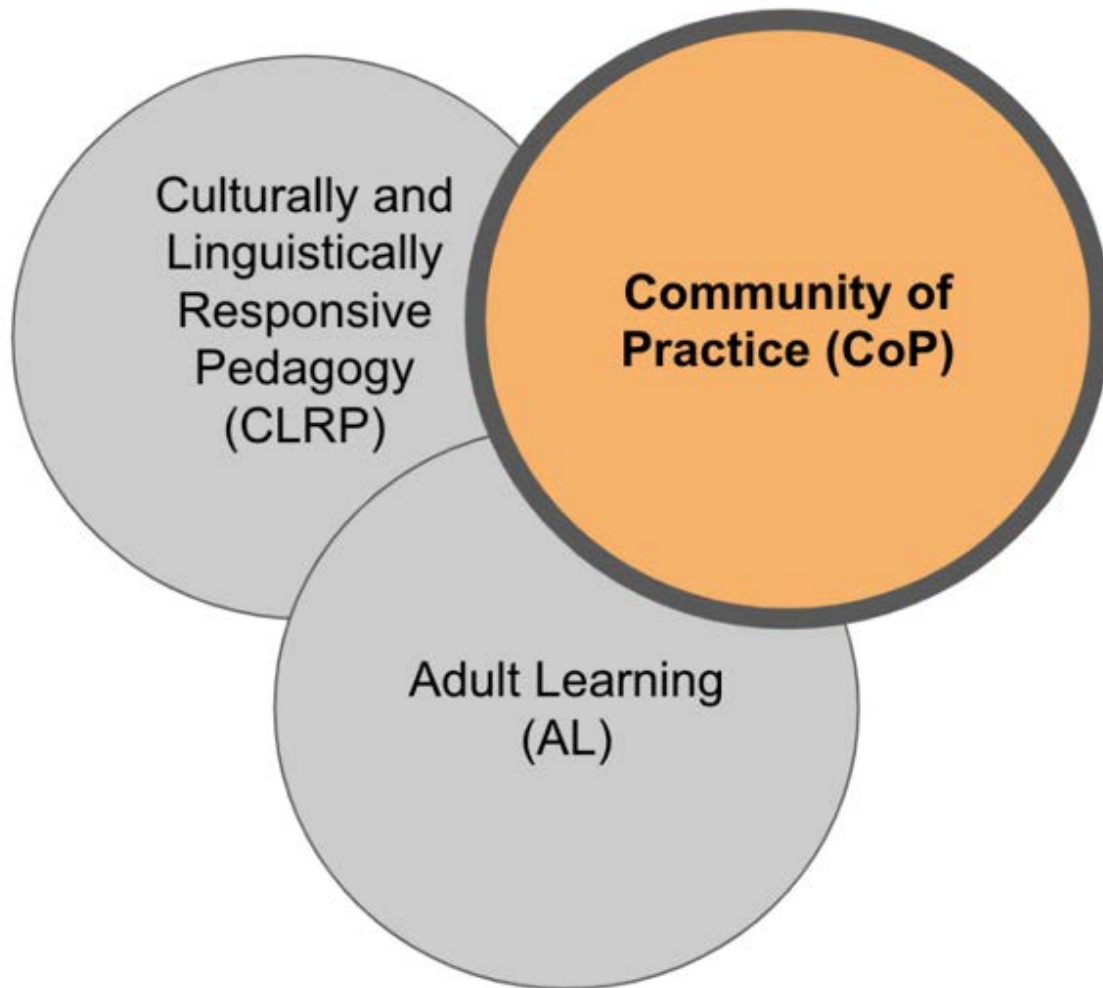 Culturally and
Linguistically
Responsive
Pedagogy
(CLRP)
Community of
Practice (CoP)
Adult Learning
(AL)